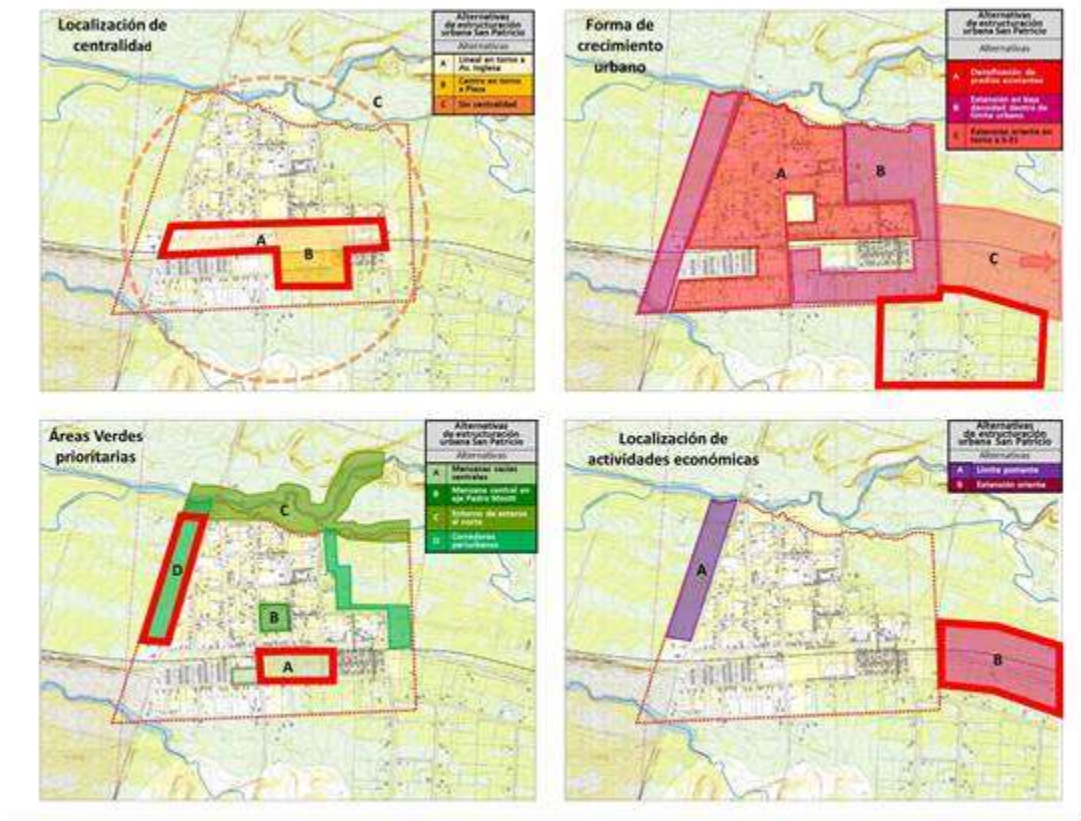 Localización de
centralidad
Alternativas
de estructuración
urbana San Patricio
Alternativas
A Lineal en torno a
Av. Inglesa
B Centro en torno
a Plaza
C Sin centralidad
C
A
B
Forma de
crecimiento
urbano
Alternativas
de estructuración
urbana San Patricio
Alternativas
A Densificación de
predios existentes
B Extensión en baja
densidad dentro de
límite urbano
C Extensión oriente en
torno a
A
B
C
Áreas Verdes
prioritarias
Alternativas
de estructuración
urbana San Patricio
Alternativas
A Manzanas vacías
centrales
B Manzana central en
eje Pedro Montt
C Entorno de esteros
al norte
D Corredores
periurbanos
C
D
B
A
Localización de
actividades económicas
Alternativas
de estructuración
urbana San Patricio
Alternativas
A Límite poniente
B Extensión oriente
A
B